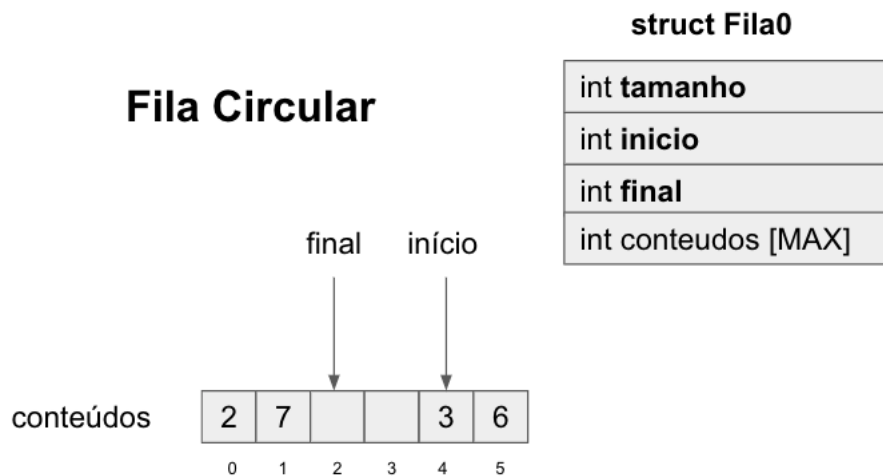 struct Fila0
Fila Circular
int tamanho
int inicio
int final
int conteudos [MAX]
final início
conteúdos 2 7 3 6
0 1 2 3 4 5